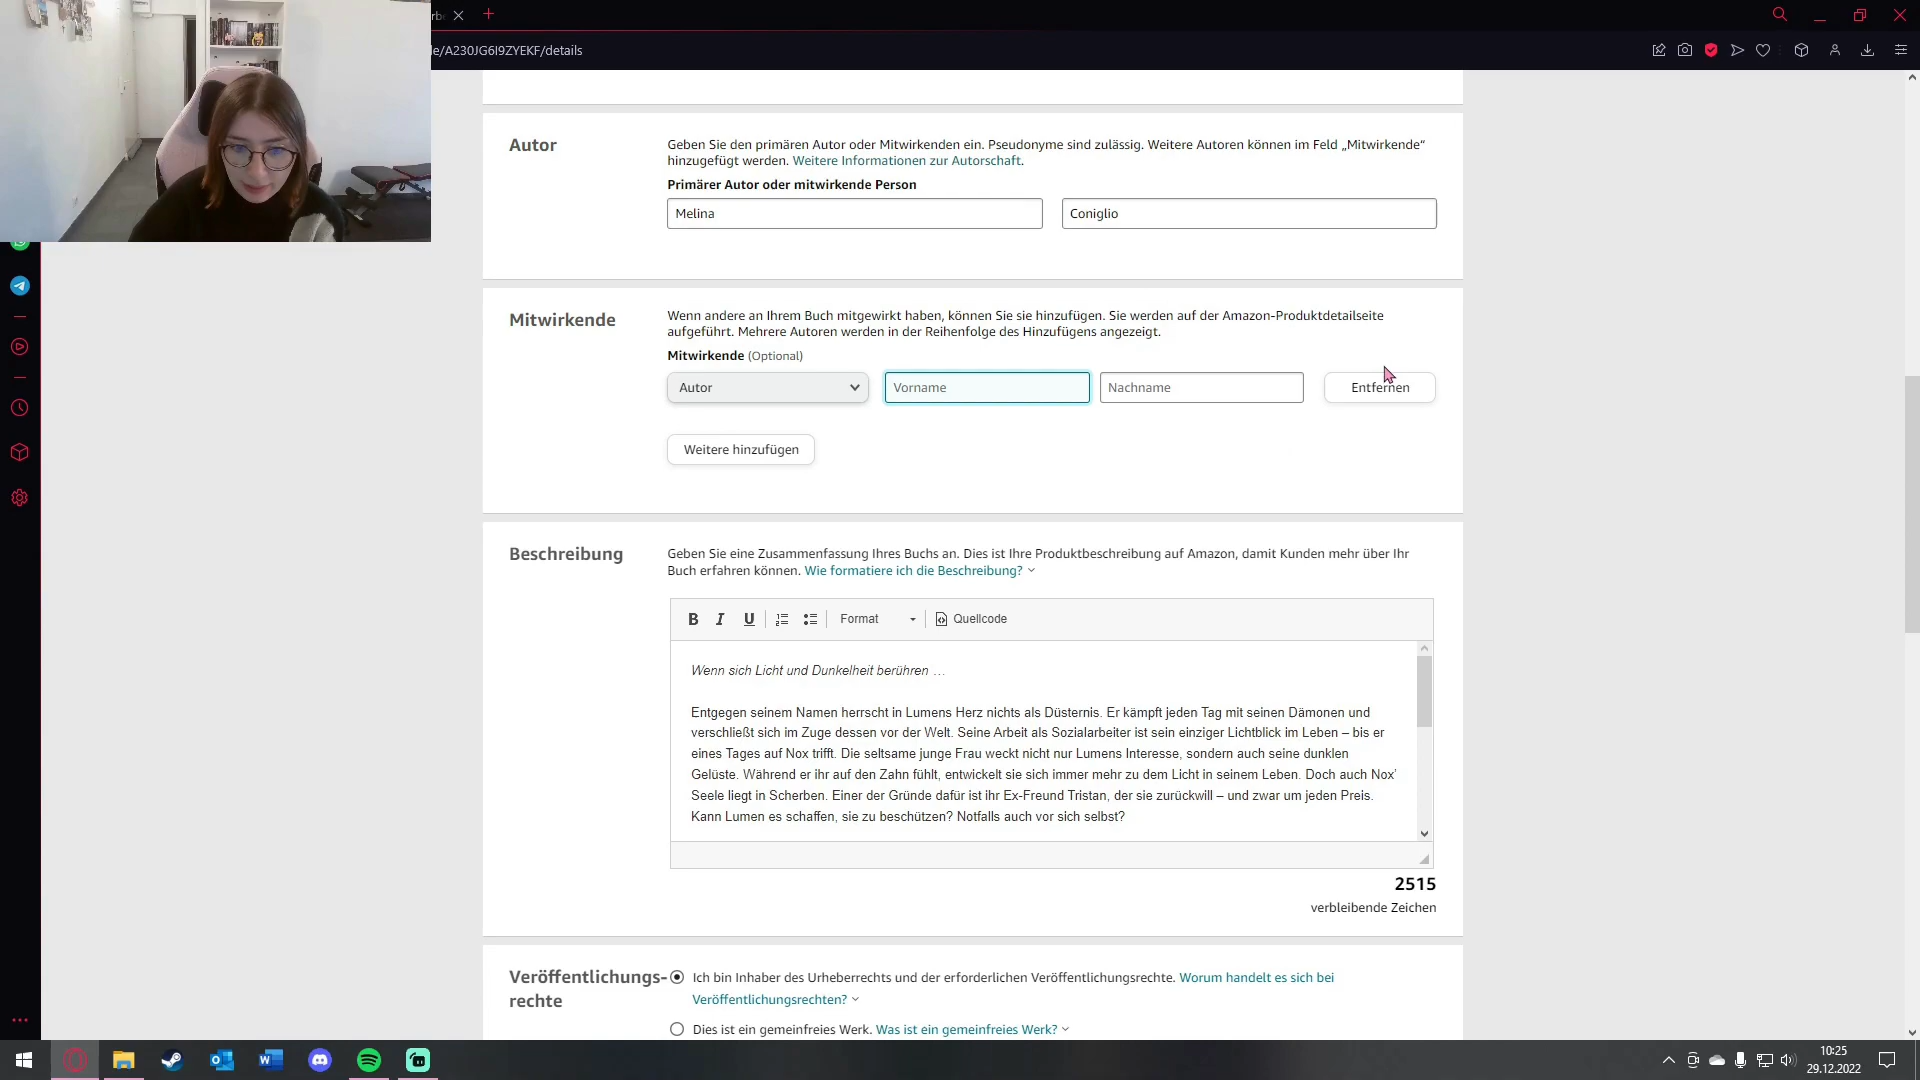 le/A230JG6I9ZYEKF/details
Autor
Geben Sie den primären Autor oder Mitwirkenden ein. Pseudonyme sind zulässig. Weitere Autoren können im Feld „Mitwirkende“
hinzugefügt werden. Weitere Informationen zur Autorschaft.
Primärer Autor oder mitwirkende Person
Melina
Coniglio
Mitwirkende
Wenn andere an Ihrem Buch mitgewirkt haben, können Sie sie hinzufügen. Sie werden auf der Amazon-Produktdetailseite
aufgeführt. Mehrere Autoren werden in der Reihenfolge des Hinzufügens angezeigt.
Mitwirkende (Optional)
Autor
Vorname
Nachname
Entfernen
Weitere hinzufügen
Beschreibung
Geben Sie eine Zusammenfassung Ihres Buchs an. Dies ist Ihre Produktbeschreibung auf Amazon, damit Kunden mehr über Ihr
Buch erfahren können. Wie formatiere ich die Beschreibung?
B I U
Format
Quellcode
Wenn sich Licht und Dunkelheit berühren …
Entgegen seinem Namen herrscht in Lumens Herz nichts als Düsternis. Er kämpft jeden Tag mit seinen Dämonen und
verschließt sich im Zuge dessen vor der Welt. Seine Arbeit als Sozialarbeiter ist sein einziger Lichtblick im Leben – bis er
eines Tages auf Nox trifft. Die seltsame junge Frau weckt nicht nur Lumens Interesse, sondern auch seine dunklen
Gelüste. Während er ihr auf den Zahn fühlt, entwickelt sie sich immer mehr zu dem Licht in seinem Leben. Doch auch Nox’
Seele liegt in Scherben. Einer der Gründe dafür ist ihr Ex-Freund Tristan, der sie zurückwill – und zwar um jeden Preis.
Kann Lumen es schaffen, sie zu beschützen? Notfalls auch vor sich selbst?
2515
verbleibende Zeichen
Veröffentlichungs-
rechte
Ich bin Inhaber des Urheberrechts und der erforderlichen Veröffentlichungsrechte. Worum handelt es sich bei
Veröffentlichungsrechten?
Dies ist ein gemeinfreies Werk. Was ist ein gemeinfreies Werk?
10:25
29.12.2022